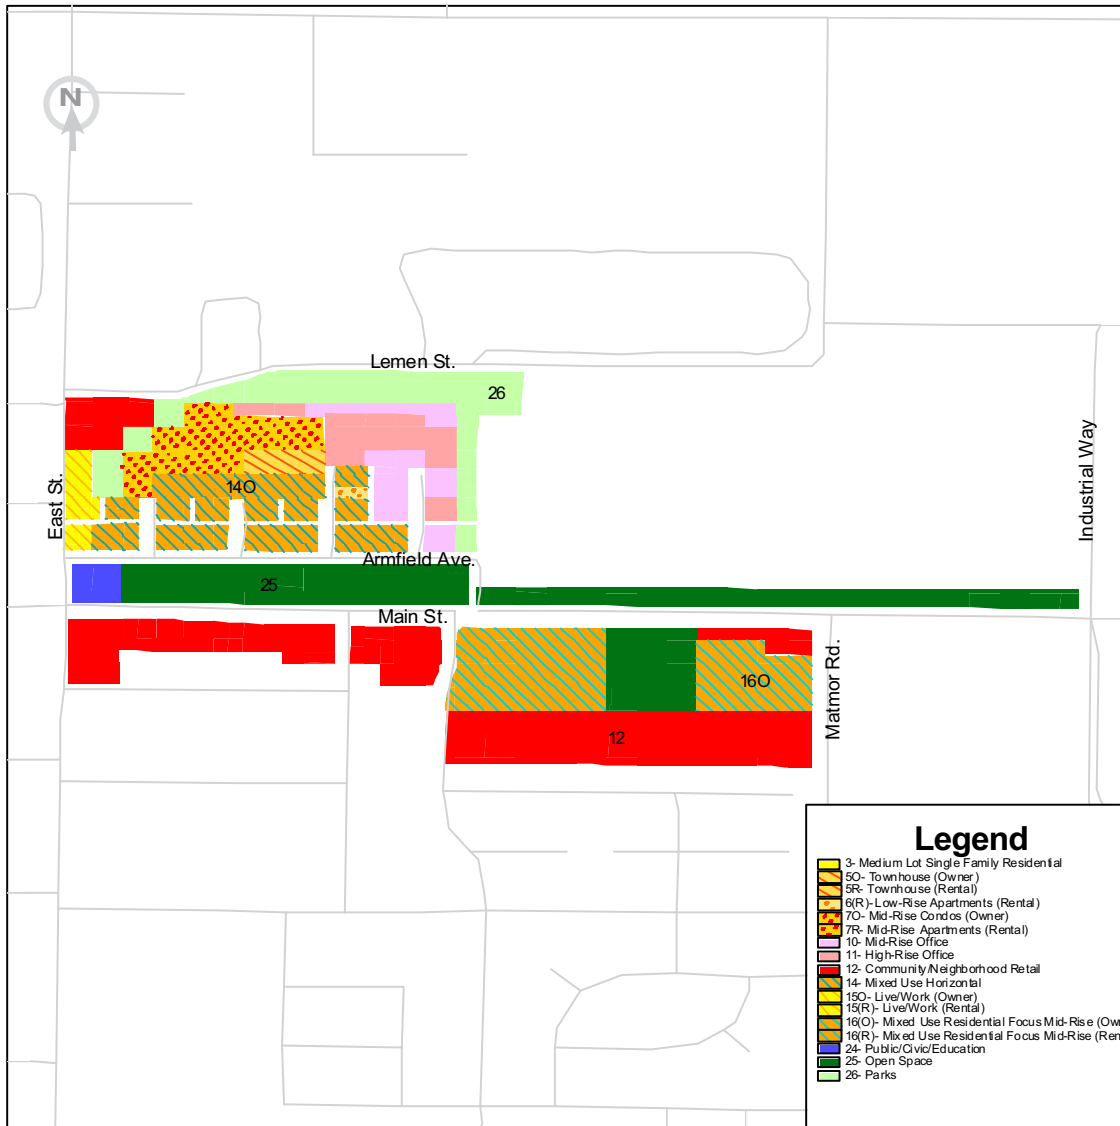 N
Lemen St.
26
East St.
14O
Industrial Way
Armfield Ave.
25
Main St.
16O
Matmor Rd.
12
Legend
3- Medium Lot Single Family Residential
5O- Townhouse (Owner)
5R- Townhouse (Rental)
6(R)- Low-Rise Apartments (Rental)
7O- Mid-Rise Condos (Owner)
7R- Mid-Rise Apartments (Rental)
10- Mid-Rise Office
11- High-Rise Office
12- Community/Neighborhood Retail
14- Mixed Use Horizontal
15O- Live/Work (Owner)
15(R)- Live/Work (Rental)
16(O)- Mixed Use Residential Focus Mid-Rise (Ow
16(R)- Mixed Use Residential Focus Mid-Rise (Ren
24- Public/Civic/Education
25- Open Space
26- Parks